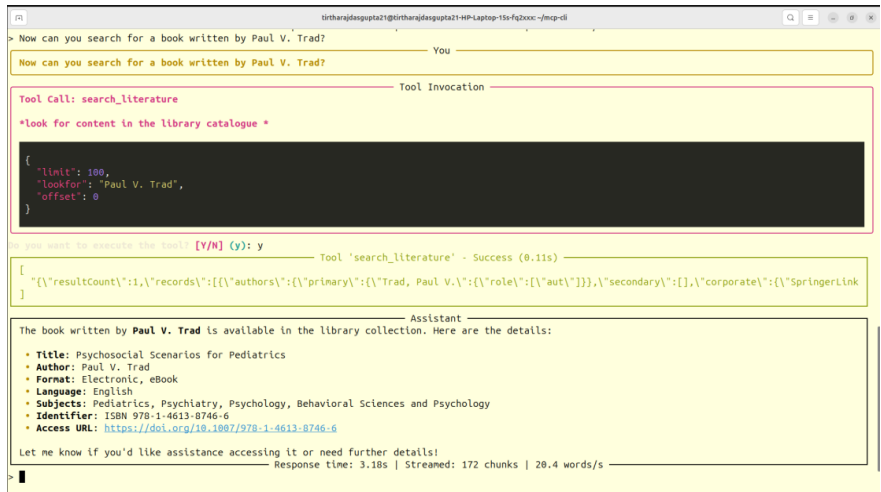 tirtharajdasgupta21@tirtharajdasgupta21-HP-Laptop-15s-fq2xxx: ~/mcp-cli
> Now can you search for a book written by Paul V. Trad?
You
Now can you search for a book written by Paul V. Trad?
Tool Invocation
Tool Call: search_literature
*look for content in the library catalogue *
{
"limit": 100,
"lookfor": "Paul V. Trad",
"offset": 0
}
Do you want to execute the tool? [Y/N] (y): y
Tool 'search_literature' - Success (0.11s)
[
"{\"resultCount\":1,\"records\":[{\"authors\":{\"primary\":{\"Trad, Paul V.\":{\"role\":[\"aut\"]}},\"secondary\":[],\"corporate\":{\"SpringerLink
]
Assistant
The book written by Paul V. Trad is available in the library collection. Here are the details:
• Title: Psychosocial Scenarios for Pediatrics
• Author: Paul V. Trad
• Format: Electronic, eBook
• Language: English
• Subjects: Pediatrics, Psychiatry, Psychology, Behavioral Sciences and Psychology
• Identifier: ISBN 978-1-4613-8746-6
• Access URL: https://doi.org/10.1007/978-1-4613-8746-6
Let me know if you'd like assistance accessing it or need further details!
Response time: 3.18s | Streamed: 172 chunks | 20.4 words/s
>